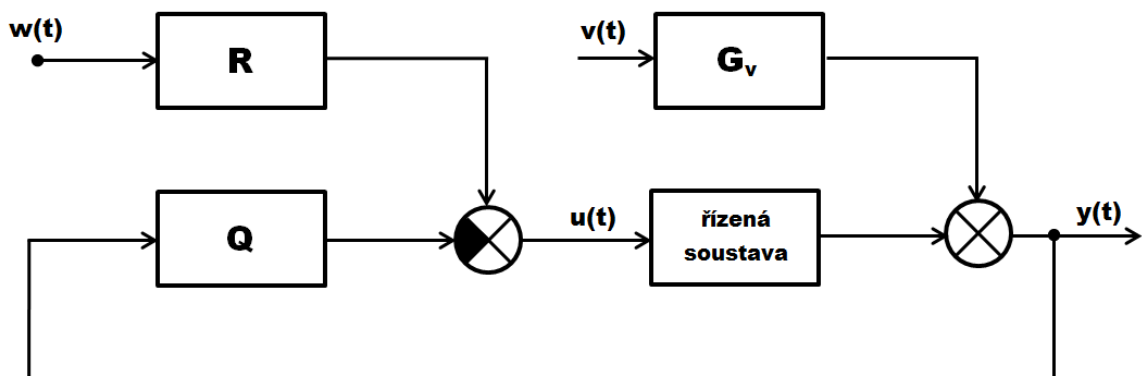 w(t)
R
v(t)
Gv
Q
u(t)
řízená
soustava
y(t)